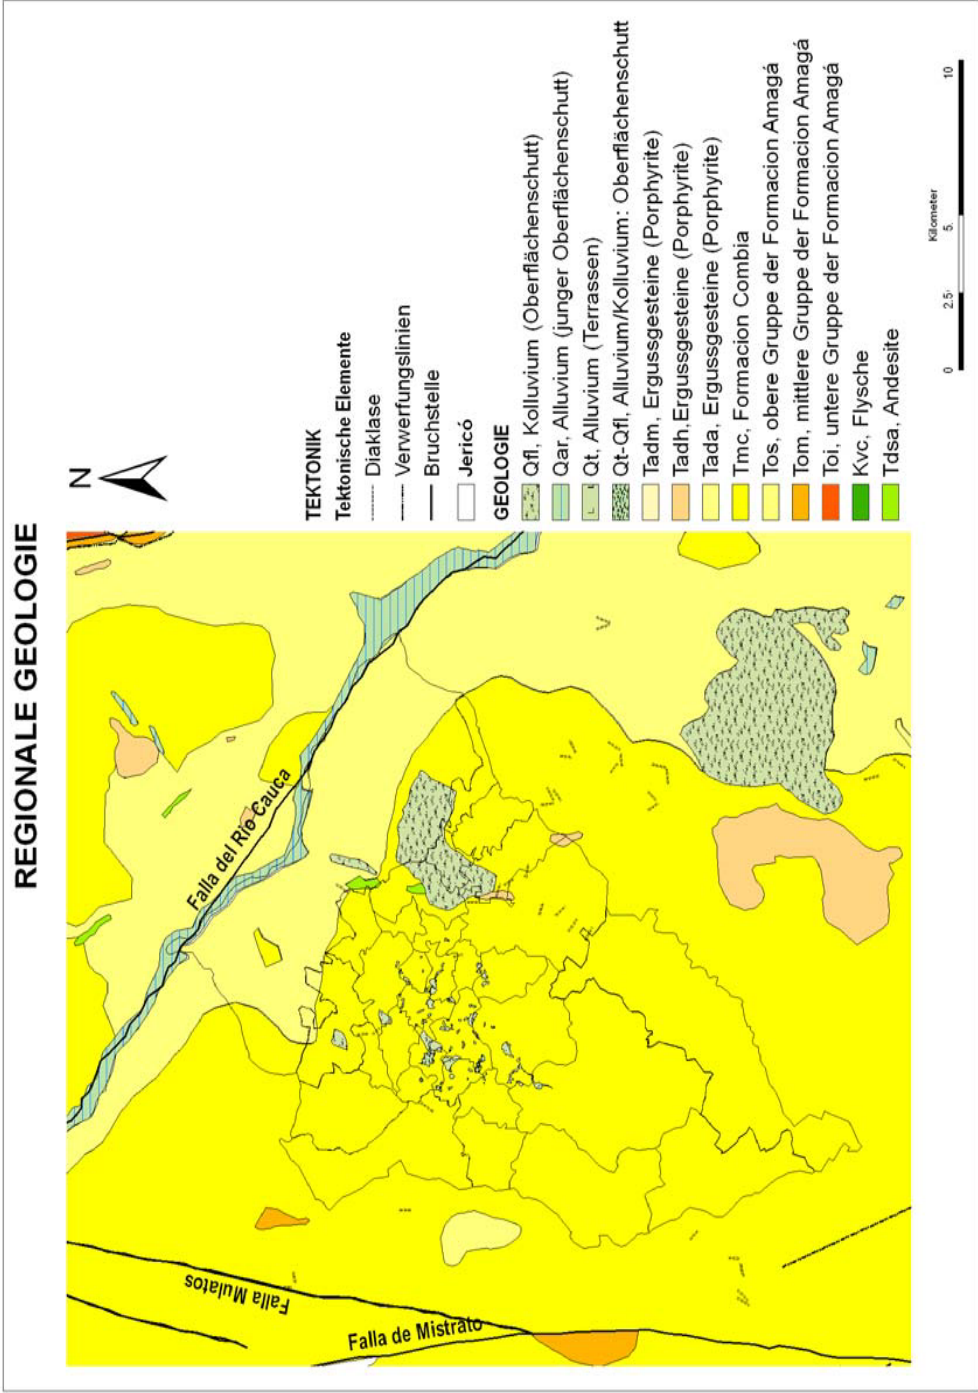 REGIONALE GEOLOGIE
N
Falla del Rio Cauca
Falla Mulatos
Falla de Mistrato
TEKTONIK
Tektonische Elemente
Diaklase
Verwerfungslinien
Bruchstelle
Jericó
GEOLOGIE
Qfl, Kolluvium (Oberflächenschutt)
Qar, Alluvium (junger Oberflächenschutt)
Qt, Alluvium (Terrassen)
Qt-Qfl, Alluvium/Kolluvium: Oberflächenschutt
Tadm, Ergussgesteine (Porphyrite)
Tadh,Ergussgesteine (Porphyrite)
Tada, Ergussgesteine (Porphyrite)
Tmc, Formacion Combia
Tos, obere Gruppe der Formacion Amagá
Tom, mittlere Gruppe der Formacion Amagá
Toi, untere Gruppe der Formacion Amagá
Kvc, Flysche
Tdsa, Andesite
Kilometer
0 2.5 5. 10